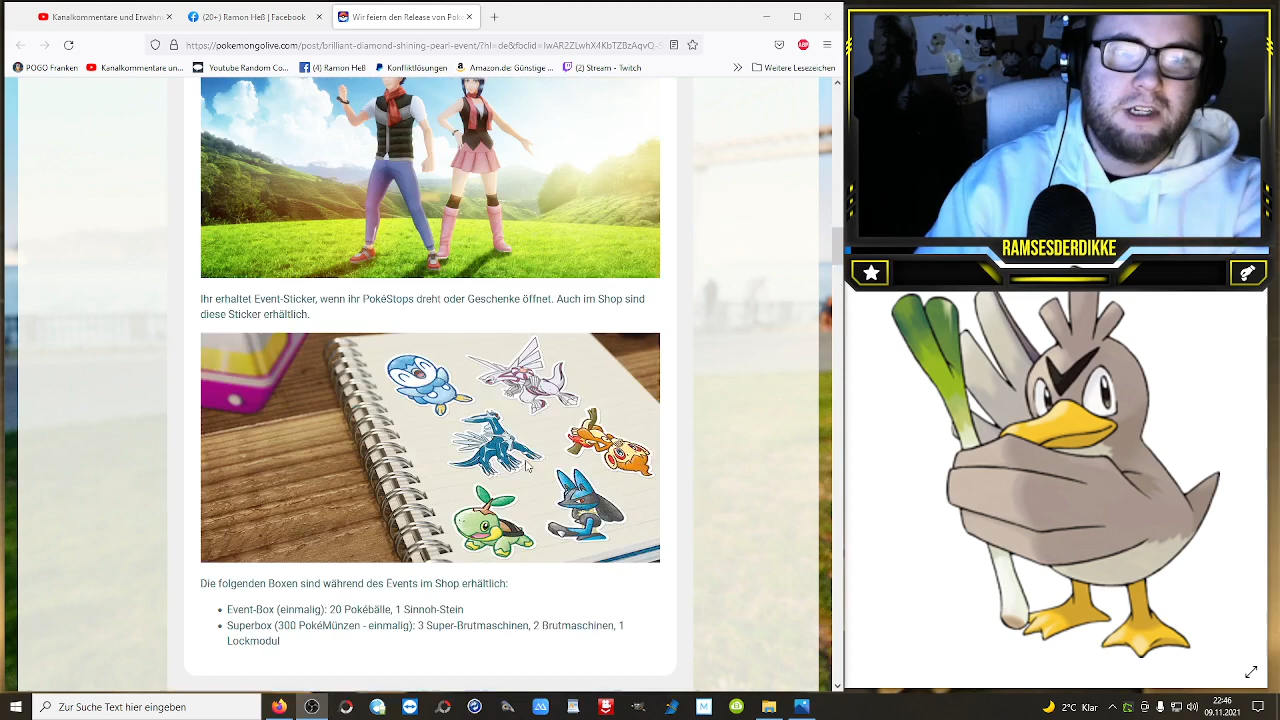 Kanalkommentare und Erwähn
(20+) Ramon Heß | Facebook
Wir feiern den Release von Poke
https://pokemongolive.com/post/brilliant-diamond-shining-pearl-event/?hl=de&fbclid=
POGO Franken
Kanalkommentare un...
Youtube Random Co...
(4) Ramon Heß
Konfliktlösungen
Amazon.de: Günstige ...
(2) Stream - Twitch
Weitere Lesezeichen
ABP
RAMSESDERDIKKE
Ihr erhaltet Event-Sticker, wenn ihr PokéStops dreht oder Geschenke öffnet. Auch im Shop sind
diese Sticker erhältlich.
Die folgenden Boxen sind während des Events im Shop erhältlich:
• Event-Box (einmalig): 20 Pokébälle, 1 Sinnoh-Stein
• Superbox (300 PokéMünzen - einmalig): 3 Super-Brutmaschinen, 2 Brutmaschinen, 1
Lockmodul
Zur Suche Text hier eingeben
2°C Klar
22:46
09.11.2021